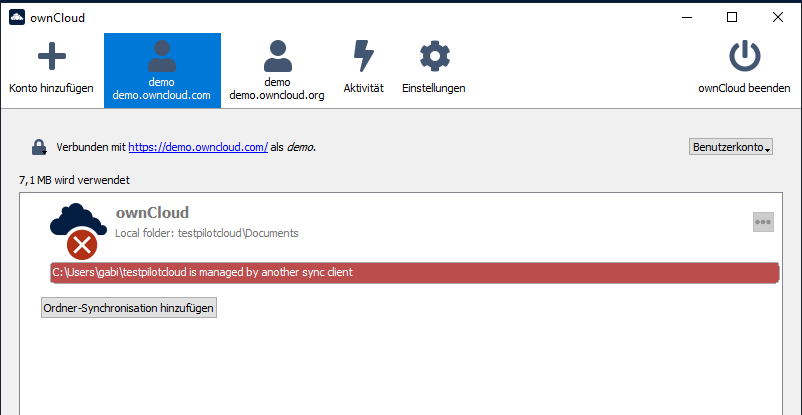 ownCloud
Konto hinzufügen
demo
demo.owncloud.com
demo
demo.owncloud.org
Aktivität
Einstellungen
ownCloud beenden
Verbunden mit https://demo.owncloud.com/ als demo.
Benutzerkonto
7,1 MB wird verwendet
ownCloud
Local folder: testpilotcloud\Documents
C:\Users\gabi\testpilotcloud is managed by another sync client
Ordner-Synchronisation hinzufügen